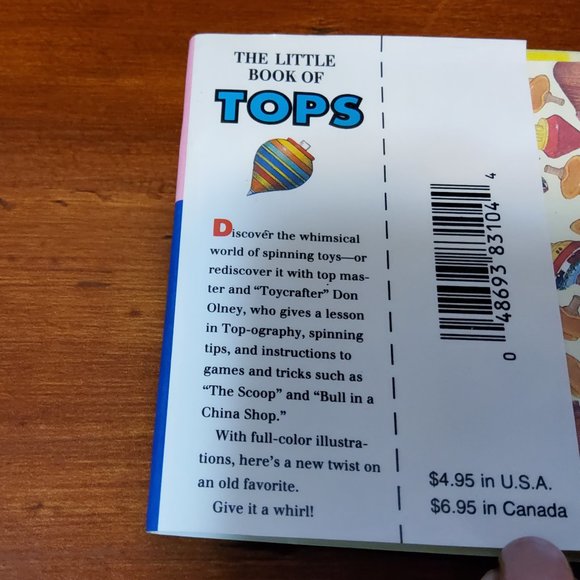 THE LITTLE
BOOK OF
TOPS
Discover the whimsical
world of spinning toys—or
rediscover it with top mas-
ter and “Toycrafter” Don
Olney, who gives a lesson
in Top-ography, spinning
tips, and instructions to
games and tricks such as
“The Scoop” and “Bull in a
China Shop.”
With full-color illustra-
tions, here’s a new twist on
an old favorite.
Give it a whirl!
0 48693 83104 4
$4.95 in U.S.A.
$6.95 in Canada